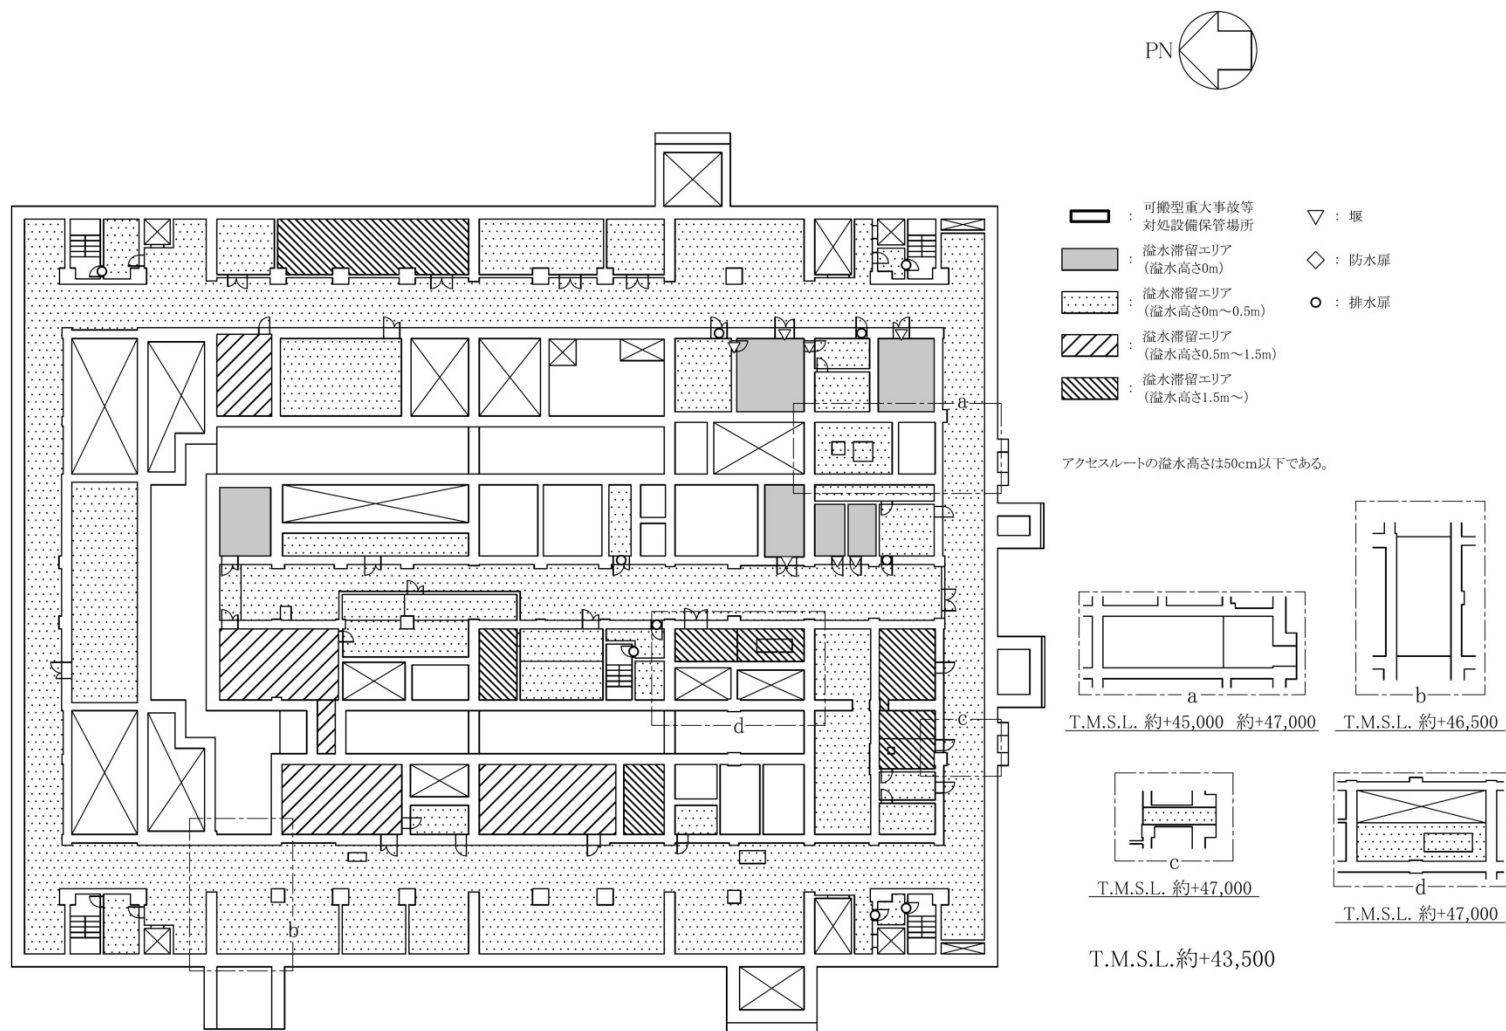 PN
: 可搬型重大事故等
対処設備保管場所
: 溢水滞留エリア
(溢水高さ0m)
: 溢水滞留エリア
(溢水高さ0m～0.5m)
: 溢水滞留エリア
(溢水高さ0.5m～1.5m)
: 溢水滞留エリア
(溢水高さ1.5m～)
: 堰
: 防水扉
: 排水扉
アクセスルートの溢水高さは50cm以下である。
a
b
c
d
a
T.M.S.L. 約+45,000 約+47,000
b
T.M.S.L. 約+46,500
c
T.M.S.L. 約+47,000
d
T.M.S.L. 約+47,000
T.M.S.L.約+43,500